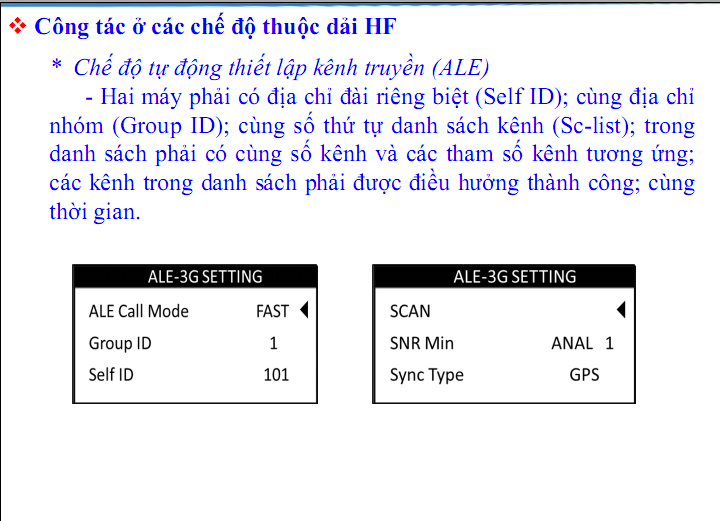 ❖ Công tác ở các chế độ thuộc dải HF
* Chế độ tự động thiết lập kênh truyền (ALE)
- Hai máy phải có địa chỉ đài riêng biệt (Self ID); cùng địa chỉ
nhóm (Group ID); cùng số thứ tự danh sách kênh (Sc-list); trong
danh sách phải có cùng số kênh và các tham số kênh tương ứng;
các kênh trong danh sách phải được điều hưởng thành công; cùng
thời gian.
ALE-3G SETTING
ALE Call Mode FAST
Group ID 1
Self ID 101
ALE-3G SETTING
SCAN
SNR Min ANAL 1
Sync Type GPS